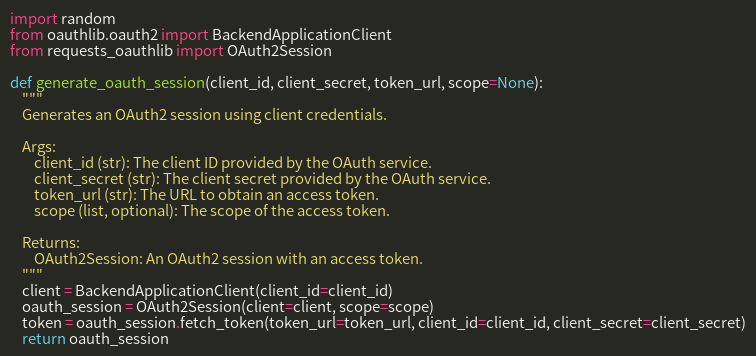 import random
from oauthlib.oauth2 import BackendApplicationClient
from requests_oauthlib import OAuth2Session

def generate_oauth_session(client_id, client_secret, token_url, scope=None):
    """
    Generates an OAuth2 session using client credentials.

    Args:
        client_id (str): The client ID provided by the OAuth service.
        client_secret (str): The client secret provided by the OAuth service.
        token_url (str): The URL to obtain an access token.
        scope (list, optional): The scope of the access token.

    Returns:
        OAuth2Session: An OAuth2 session with an access token.
    """
    client = BackendApplicationClient(client_id=client_id)
    oauth_session = OAuth2Session(client=client, scope=scope)
    token = oauth_session.fetch_token(token_url=token_url, client_id=client_id, client_secret=client_secret)
    return oauth_session